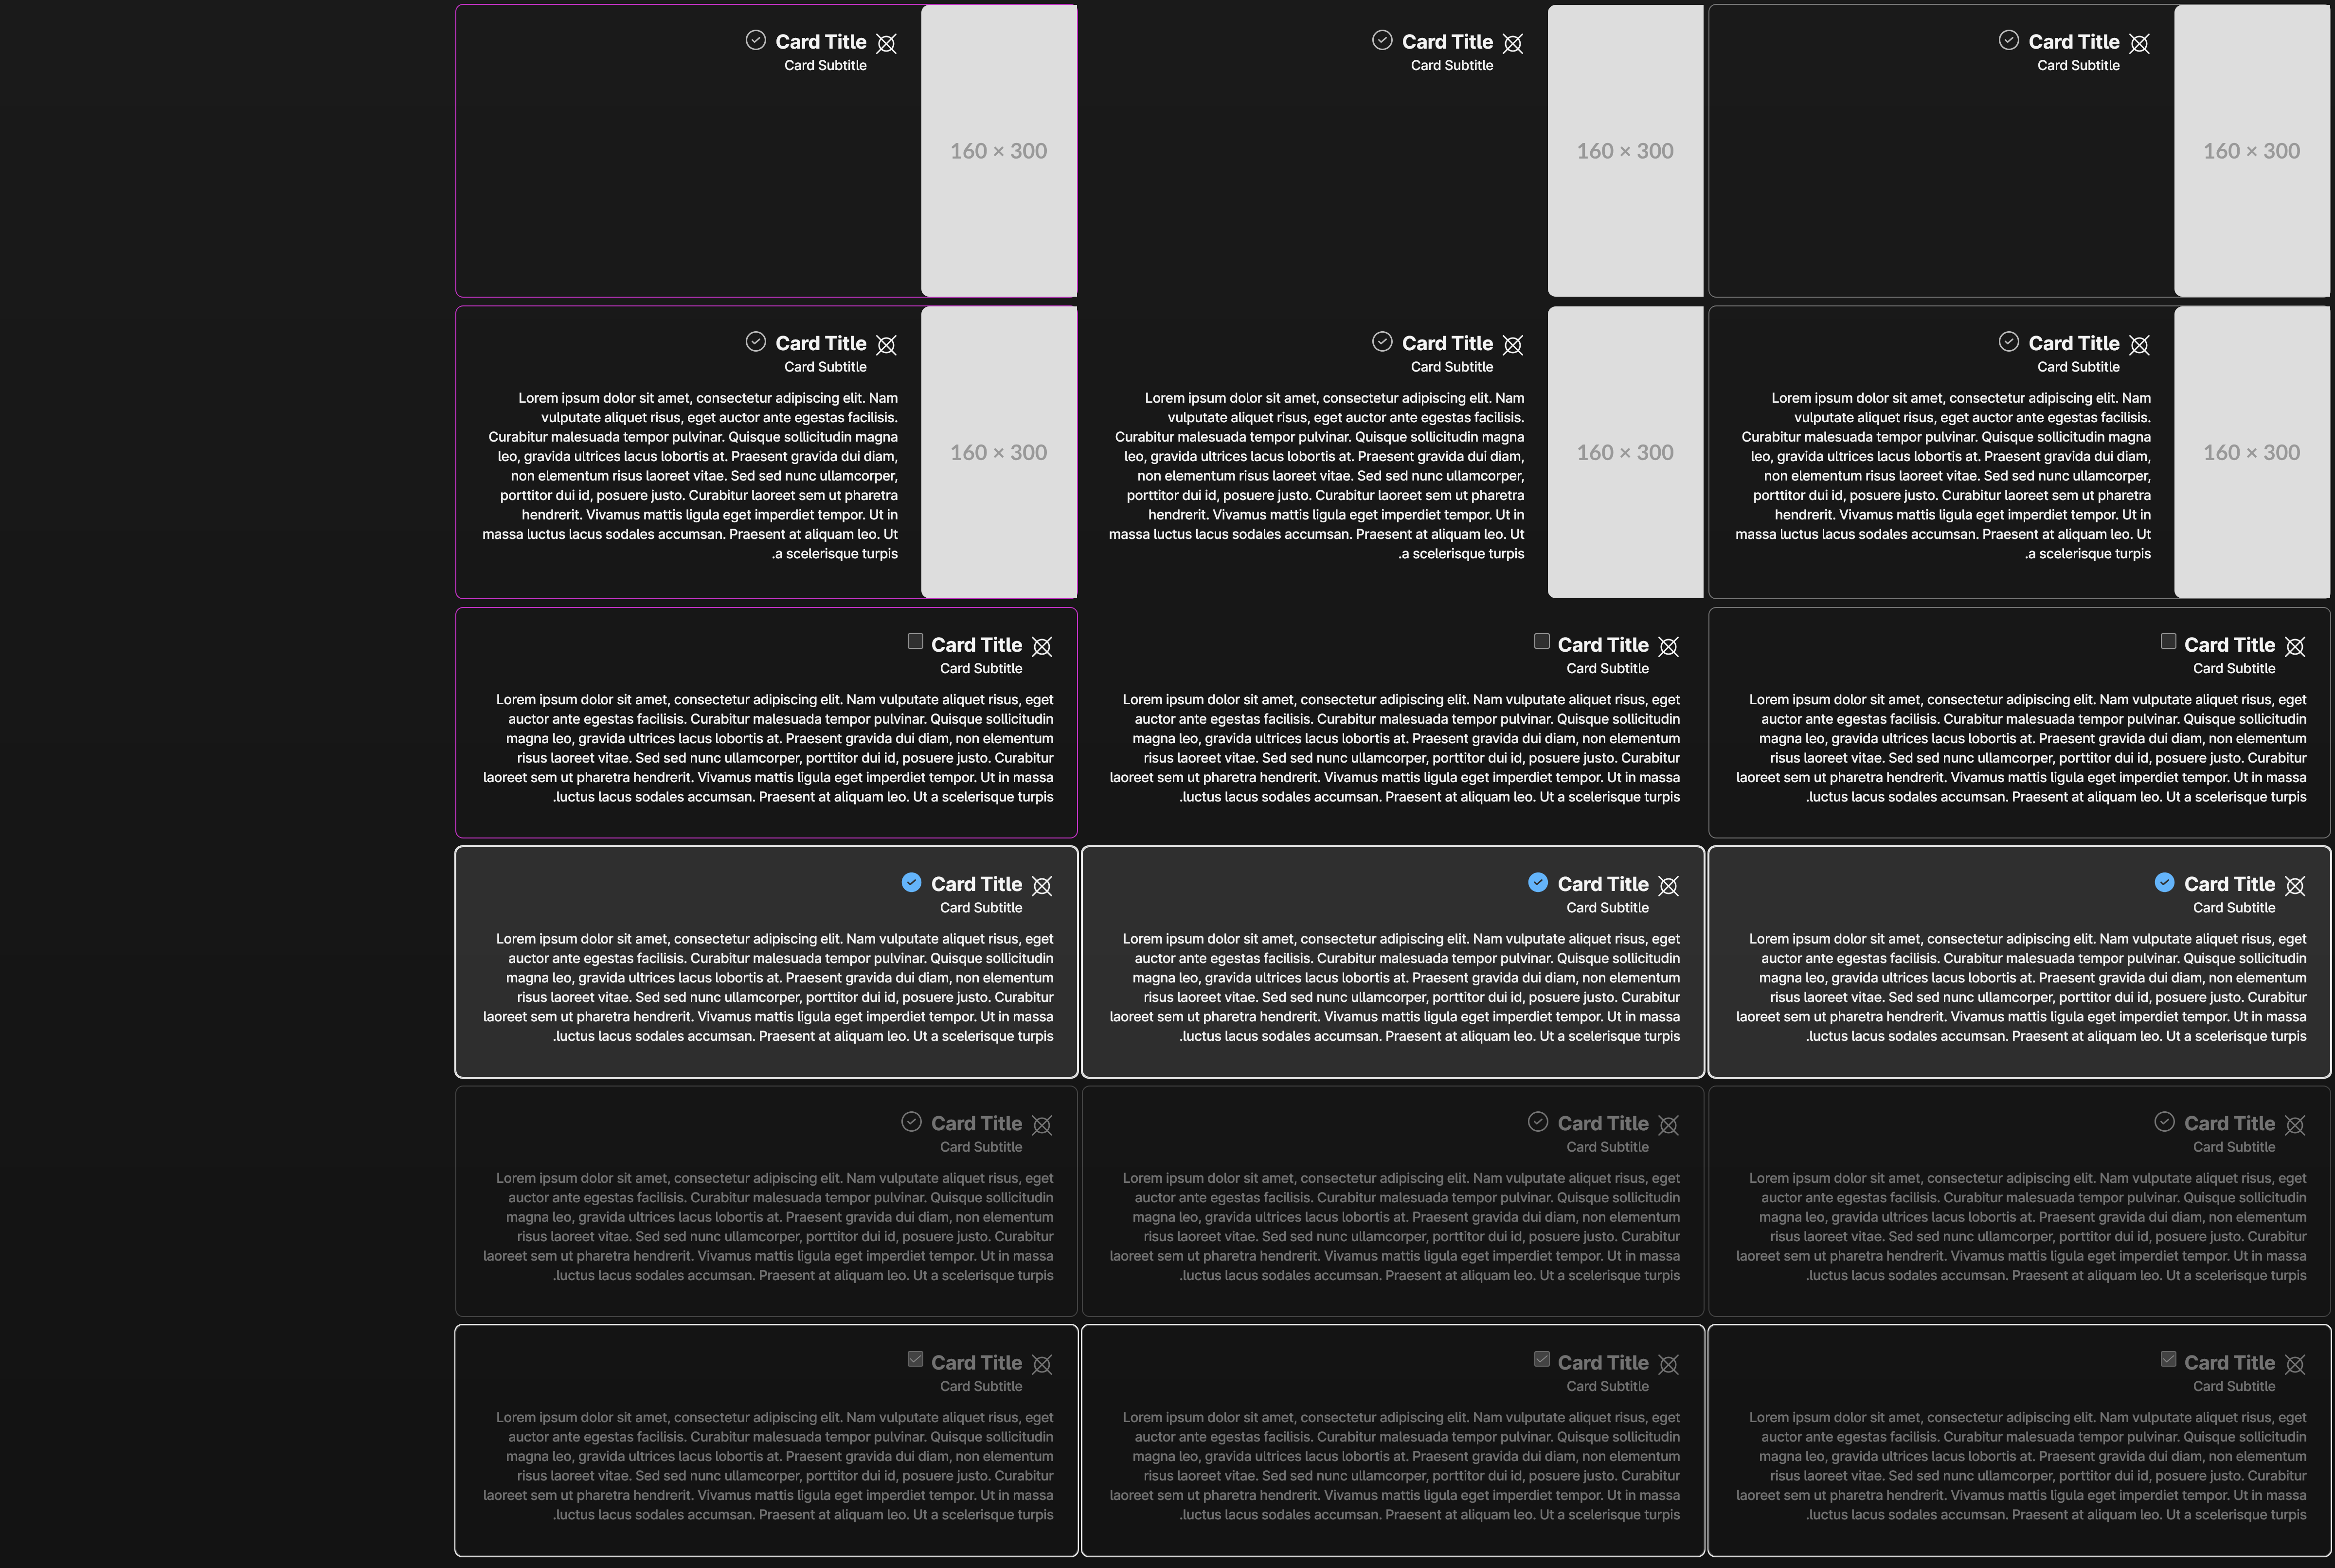 Card Title
Card Subtitle
160 × 300
Card Title
Card Subtitle
160 × 300
Card Title
Card Subtitle
160 × 300
Card Title
Card Subtitle
Lorem ipsum dolor sit amet, consectetur adipiscing elit. Nam
vulputate aliquet risus, eget auctor ante egestas facilisis.
Curabitur malesuada tempor pulvinar. Quisque sollicitudin magna
leo, gravida ultrices lacus lobortis at. Praesent gravida dui diam,
non elementum risus laoreet vitae. Sed sed nunc ullamcorper,
porttitor dui id, posuere justo. Curabitur laoreet sem ut pharetra
hendrerit. Vivamus mattis ligula eget imperdiet tempor. Ut in
massa luctus lacus sodales accumsan. Praesent at aliquam leo. Ut
.a scelerisque turpis
160 × 300
Card Title
Card Subtitle
Lorem ipsum dolor sit amet, consectetur adipiscing elit. Nam
vulputate aliquet risus, eget auctor ante egestas facilisis.
Curabitur malesuada tempor pulvinar. Quisque sollicitudin magna
leo, gravida ultrices lacus lobortis at. Praesent gravida dui diam,
non elementum risus laoreet vitae. Sed sed nunc ullamcorper,
porttitor dui id, posuere justo. Curabitur laoreet sem ut pharetra
hendrerit. Vivamus mattis ligula eget imperdiet tempor. Ut in
massa luctus lacus sodales accumsan. Praesent at aliquam leo. Ut
.a scelerisque turpis
160 × 300
Card Title
Card Subtitle
Lorem ipsum dolor sit amet, consectetur adipiscing elit. Nam
vulputate aliquet risus, eget auctor ante egestas facilisis.
Curabitur malesuada tempor pulvinar. Quisque sollicitudin magna
leo, gravida ultrices lacus lobortis at. Praesent gravida dui diam,
non elementum risus laoreet vitae. Sed sed nunc ullamcorper,
porttitor dui id, posuere justo. Curabitur laoreet sem ut pharetra
hendrerit. Vivamus mattis ligula eget imperdiet tempor. Ut in
massa luctus lacus sodales accumsan. Praesent at aliquam leo. Ut
.a scelerisque turpis
160 × 300
Card Title
Card Subtitle
Lorem ipsum dolor sit amet, consectetur adipiscing elit. Nam vulputate aliquet risus, eget
auctor ante egestas facilisis. Curabitur malesuada tempor pulvinar. Quisque sollicitudin
magna leo, gravida ultrices lacus lobortis at. Praesent gravida dui diam, non elementum
risus laoreet vitae. Sed sed nunc ullamcorper, porttitor dui id, posuere justo. Curabitur
laoreet sem ut pharetra hendrerit. Vivamus mattis ligula eget imperdiet tempor. Ut in massa
.luctus lacus sodales accumsan. Praesent at aliquam leo. Ut a scelerisque turpis
Card Title
Card Subtitle
Lorem ipsum dolor sit amet, consectetur adipiscing elit. Nam vulputate aliquet risus, eget
auctor ante egestas facilisis. Curabitur malesuada tempor pulvinar. Quisque sollicitudin
magna leo, gravida ultrices lacus lobortis at. Praesent gravida dui diam, non elementum
risus laoreet vitae. Sed sed nunc ullamcorper, porttitor dui id, posuere justo. Curabitur
laoreet sem ut pharetra hendrerit. Vivamus mattis ligula eget imperdiet tempor. Ut in massa
.luctus lacus sodales accumsan. Praesent at aliquam leo. Ut a scelerisque turpis
Card Title
Card Subtitle
Lorem ipsum dolor sit amet, consectetur adipiscing elit. Nam vulputate aliquet risus, eget
auctor ante egestas facilisis. Curabitur malesuada tempor pulvinar. Quisque sollicitudin
magna leo, gravida ultrices lacus lobortis at. Praesent gravida dui diam, non elementum
risus laoreet vitae. Sed sed nunc ullamcorper, porttitor dui id, posuere justo. Curabitur
laoreet sem ut pharetra hendrerit. Vivamus mattis ligula eget imperdiet tempor. Ut in massa
.luctus lacus sodales accumsan. Praesent at aliquam leo. Ut a scelerisque turpis
Card Title
Card Subtitle
Lorem ipsum dolor sit amet, consectetur adipiscing elit. Nam vulputate aliquet risus, eget
auctor ante egestas facilisis. Curabitur malesuada tempor pulvinar. Quisque sollicitudin
magna leo, gravida ultrices lacus lobortis at. Praesent gravida dui diam, non elementum
risus laoreet vitae. Sed sed nunc ullamcorper, porttitor dui id, posuere justo. Curabitur
laoreet sem ut pharetra hendrerit. Vivamus mattis ligula eget imperdiet tempor. Ut in massa
.luctus lacus sodales accumsan. Praesent at aliquam leo. Ut a scelerisque turpis
Card Title
Card Subtitle
Lorem ipsum dolor sit amet, consectetur adipiscing elit. Nam vulputate aliquet risus, eget
auctor ante egestas facilisis. Curabitur malesuada tempor pulvinar. Quisque sollicitudin
magna leo, gravida ultrices lacus lobortis at. Praesent gravida dui diam, non elementum
risus laoreet vitae. Sed sed nunc ullamcorper, porttitor dui id, posuere justo. Curabitur
laoreet sem ut pharetra hendrerit. Vivamus mattis ligula eget imperdiet tempor. Ut in massa
.luctus lacus sodales accumsan. Praesent at aliquam leo. Ut a scelerisque turpis
Card Title
Card Subtitle
Lorem ipsum dolor sit amet, consectetur adipiscing elit. Nam vulputate aliquet risus, eget
auctor ante egestas facilisis. Curabitur malesuada tempor pulvinar. Quisque sollicitudin
magna leo, gravida ultrices lacus lobortis at. Praesent gravida dui diam, non elementum
risus laoreet vitae. Sed sed nunc ullamcorper, porttitor dui id, posuere justo. Curabitur
laoreet sem ut pharetra hendrerit. Vivamus mattis ligula eget imperdiet tempor. Ut in massa
.luctus lacus sodales accumsan. Praesent at aliquam leo. Ut a scelerisque turpis
Card Title
Card Subtitle
Lorem ipsum dolor sit amet, consectetur adipiscing elit. Nam vulputate aliquet risus, eget
auctor ante egestas facilisis. Curabitur malesuada tempor pulvinar. Quisque sollicitudin
magna leo, gravida ultrices lacus lobortis at. Praesent gravida dui diam, non elementum
risus laoreet vitae. Sed sed nunc ullamcorper, porttitor dui id, posuere justo. Curabitur
laoreet sem ut pharetra hendrerit. Vivamus mattis ligula eget imperdiet tempor. Ut in massa
.luctus lacus sodales accumsan. Praesent at aliquam leo. Ut a scelerisque turpis
Card Title
Card Subtitle
Lorem ipsum dolor sit amet, consectetur adipiscing elit. Nam vulputate aliquet risus, eget
auctor ante egestas facilisis. Curabitur malesuada tempor pulvinar. Quisque sollicitudin
magna leo, gravida ultrices lacus lobortis at. Praesent gravida dui diam, non elementum
risus laoreet vitae. Sed sed nunc ullamcorper, porttitor dui id, posuere justo. Curabitur
laoreet sem ut pharetra hendrerit. Vivamus mattis ligula eget imperdiet tempor. Ut in massa
.luctus lacus sodales accumsan. Praesent at aliquam leo. Ut a scelerisque turpis
Card Title
Card Subtitle
Lorem ipsum dolor sit amet, consectetur adipiscing elit. Nam vulputate aliquet risus, eget
auctor ante egestas facilisis. Curabitur malesuada tempor pulvinar. Quisque sollicitudin
magna leo, gravida ultrices lacus lobortis at. Praesent gravida dui diam, non elementum
risus laoreet vitae. Sed sed nunc ullamcorper, porttitor dui id, posuere justo. Curabitur
laoreet sem ut pharetra hendrerit. Vivamus mattis ligula eget imperdiet tempor. Ut in massa
.luctus lacus sodales accumsan. Praesent at aliquam leo. Ut a scelerisque turpis
Card Title
Card Subtitle
Lorem ipsum dolor sit amet, consectetur adipiscing elit. Nam vulputate aliquet risus, eget
auctor ante egestas facilisis. Curabitur malesuada tempor pulvinar. Quisque sollicitudin
magna leo, gravida ultrices lacus lobortis at. Praesent gravida dui diam, non elementum
risus laoreet vitae. Sed sed nunc ullamcorper, porttitor dui id, posuere justo. Curabitur
laoreet sem ut pharetra hendrerit. Vivamus mattis ligula eget imperdiet tempor. Ut in massa
.luctus lacus sodales accumsan. Praesent at aliquam leo. Ut a scelerisque turpis
Card Title
Card Subtitle
Lorem ipsum dolor sit amet, consectetur adipiscing elit. Nam vulputate aliquet risus, eget
auctor ante egestas facilisis. Curabitur malesuada tempor pulvinar. Quisque sollicitudin
magna leo, gravida ultrices lacus lobortis at. Praesent gravida dui diam, non elementum
risus laoreet vitae. Sed sed nunc ullamcorper, porttitor dui id, posuere justo. Curabitur
laoreet sem ut pharetra hendrerit. Vivamus mattis ligula eget imperdiet tempor. Ut in massa
.luctus lacus sodales accumsan. Praesent at aliquam leo. Ut a scelerisque turpis
Card Title
Card Subtitle
Lorem ipsum dolor sit amet, consectetur adipiscing elit. Nam vulputate aliquet risus, eget
auctor ante egestas facilisis. Curabitur malesuada tempor pulvinar. Quisque sollicitudin
magna leo, gravida ultrices lacus lobortis at. Praesent gravida dui diam, non elementum
risus laoreet vitae. Sed sed nunc ullamcorper, porttitor dui id, posuere justo. Curabitur
laoreet sem ut pharetra hendrerit. Vivamus mattis ligula eget imperdiet tempor. Ut in massa
.luctus lacus sodales accumsan. Praesent at aliquam leo. Ut a scelerisque turpis